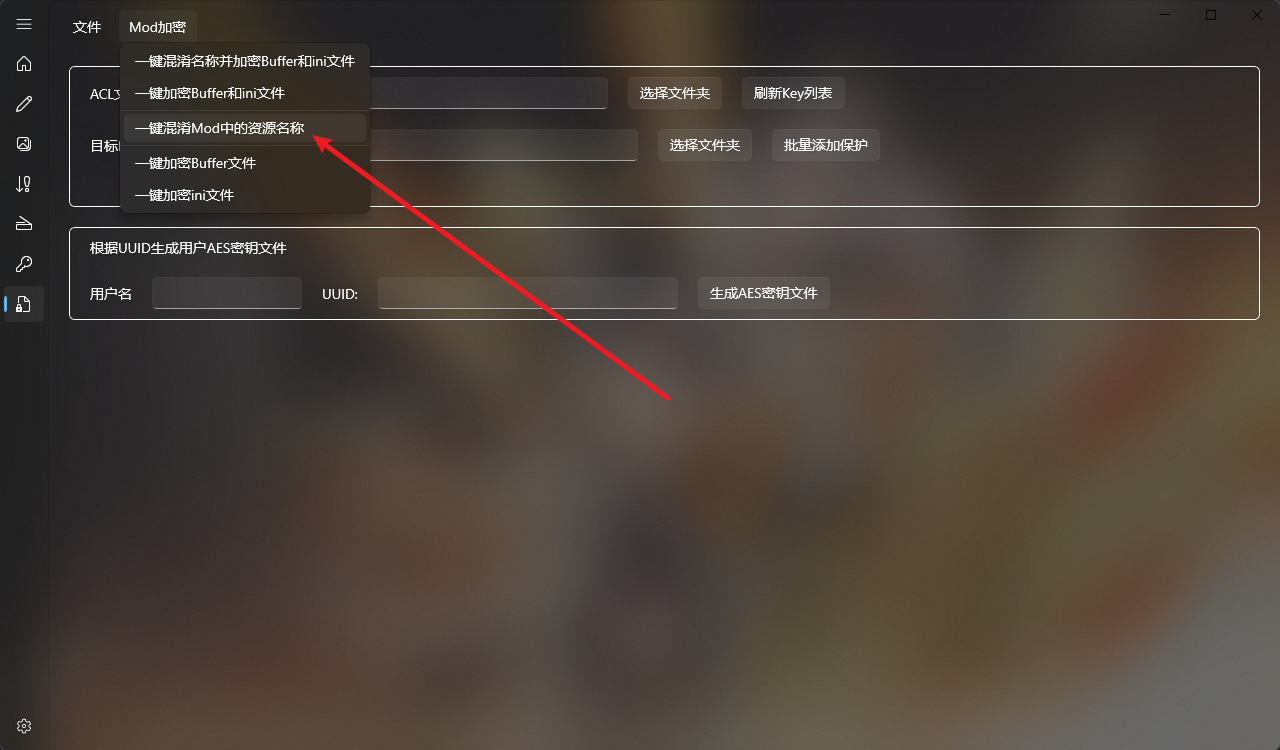 文件 Mod加密
一键混淆名称并加密Buffer和ini文件
一键加密Buffer和ini文件
一键混淆Mod中的资源名称
一键加密Buffer文件
一键加密ini文件
ACL 选择文件夹 刷新Key列表
目标 选择文件夹 批量添加保护
根据UUID生成用户AES密钥文件
用户名 UUID: 生成AES密钥文件